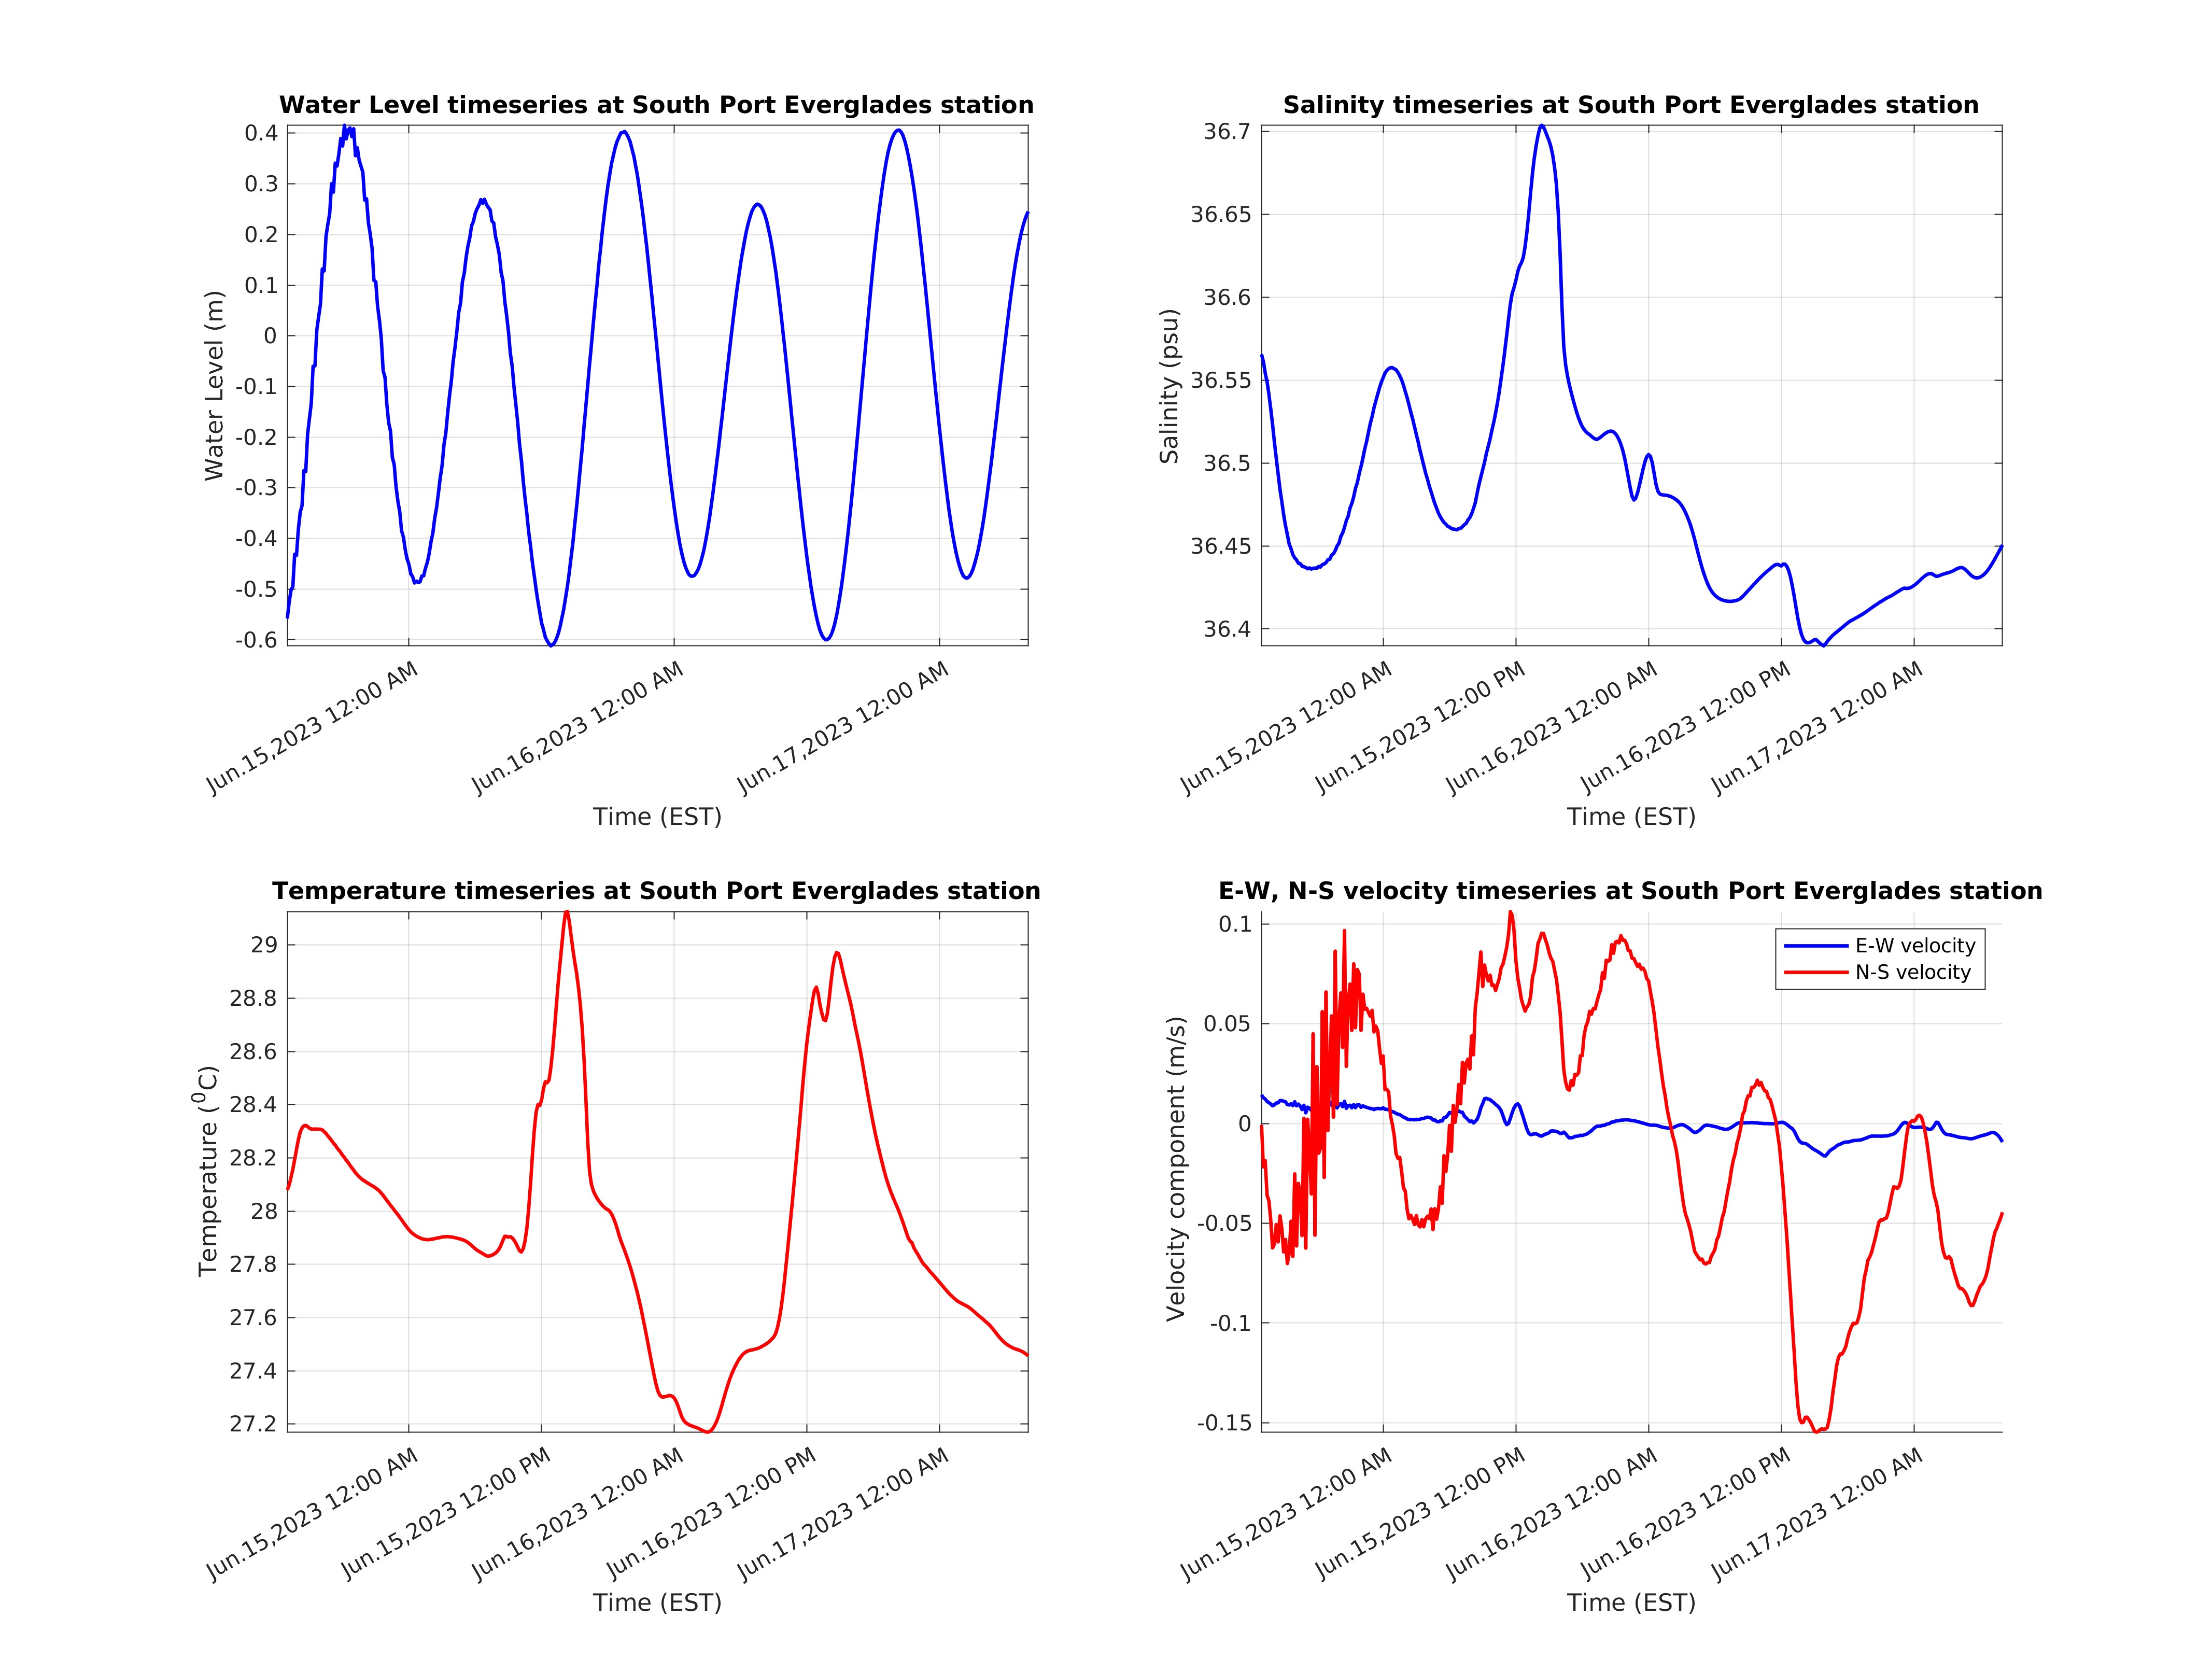 Water Level timeseries at South Port Everglades station
0.4
0.3
0.2
0.1
0
-0.1
-0.2
-0.3
-0.4
-0.5
-0.6
Water Level (m)
Jun.15,2023 12:00 AM
Jun.16,2023 12:00 AM
Jun.17,2023 12:00 AM
Time (EST)
Salinity timeseries at South Port Everglades station
36.7
36.65
36.6
36.55
36.5
36.45
36.4
Salinity (psu)
Jun.15,2023 12:00 AM
Jun.15,2023 12:00 PM
Jun.16,2023 12:00 AM
Jun.16,2023 12:00 PM
Jun.17,2023 12:00 AM
Time (EST)
Temperature timeseries at South Port Everglades station
29
28.8
28.6
28.4
28.2
28
27.8
27.6
27.4
27.2
Temperature (⁰C)
Jun.15,2023 12:00 AM
Jun.15,2023 12:00 PM
Jun.16,2023 12:00 AM
Jun.16,2023 12:00 PM
Jun.17,2023 12:00 AM
Time (EST)
E-W, N-S velocity timeseries at South Port Everglades station
0.1
0.05
0
-0.05
-0.1
-0.15
Velocity component (m/s)
E-W velocity
N-S velocity
Jun.15,2023 12:00 AM
Jun.15,2023 12:00 PM
Jun.16,2023 12:00 AM
Jun.16,2023 12:00 PM
Jun.17,2023 12:00 AM
Time (EST)